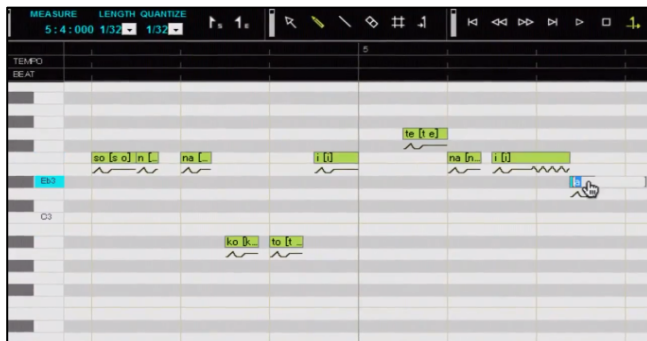 MEASURE LENGTH QUANTIZE
5:4:000 1/32 1/32
5
TEMPO
BEAT
te [t e]
so [s o] n [... na [... i [i] na [n... i [i]
Eb3
C3
ko [k... to [t ...